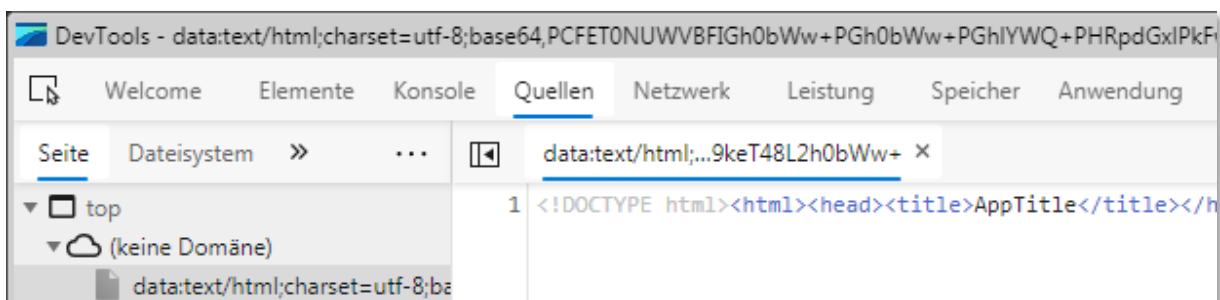 DevTools - data:text/html;charset=utf-8;base64,PCFET0NUWVBFIGh0bWw+PGh0bWw+PGhlYWQ+PHRpdGxlPkF
Welcome Elemente Konsole Quellen Netzwerk Leistung Speicher Anwendung
Seite Dateisystem » ··· data:text/html;...9keT48L2h0bWw+ ×
top
1 <!DOCTYPE html><html><head><title>AppTitle</title></h
(keine Domäne)
data:text/html;charset=utf-8;ba